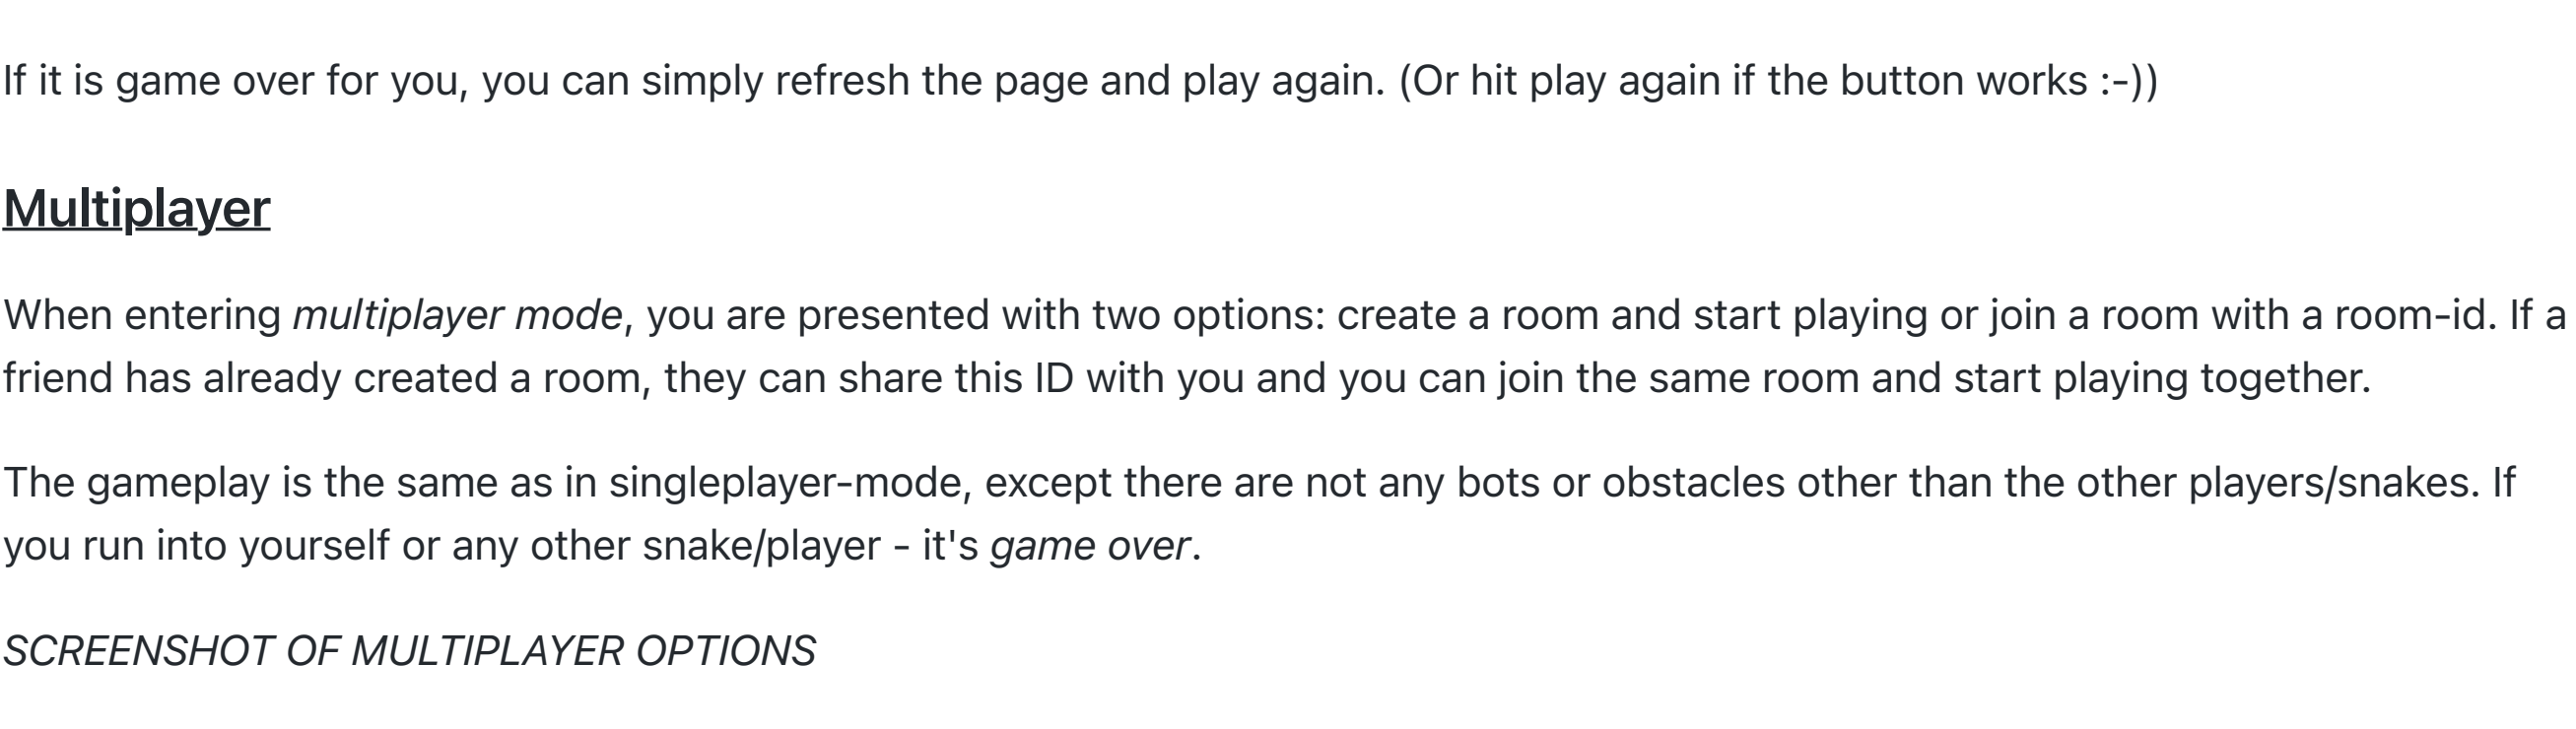 If it is game over for you, you can simply refresh the page and play again. (Or hit play again if the button works :-))
Multiplayer
When entering multiplayer mode, you are presented with two options: create a room and start playing or join a room with a room-id. If a
friend has already created a room, they can share this ID with you and you can join the same room and start playing together.
The gameplay is the same as in singleplayer-mode, except there are not any bots or obstacles other than the other players/snakes. If
you run into yourself or any other snake/player - it's game over.
SCREENSHOT OF MULTIPLAYER OPTIONS